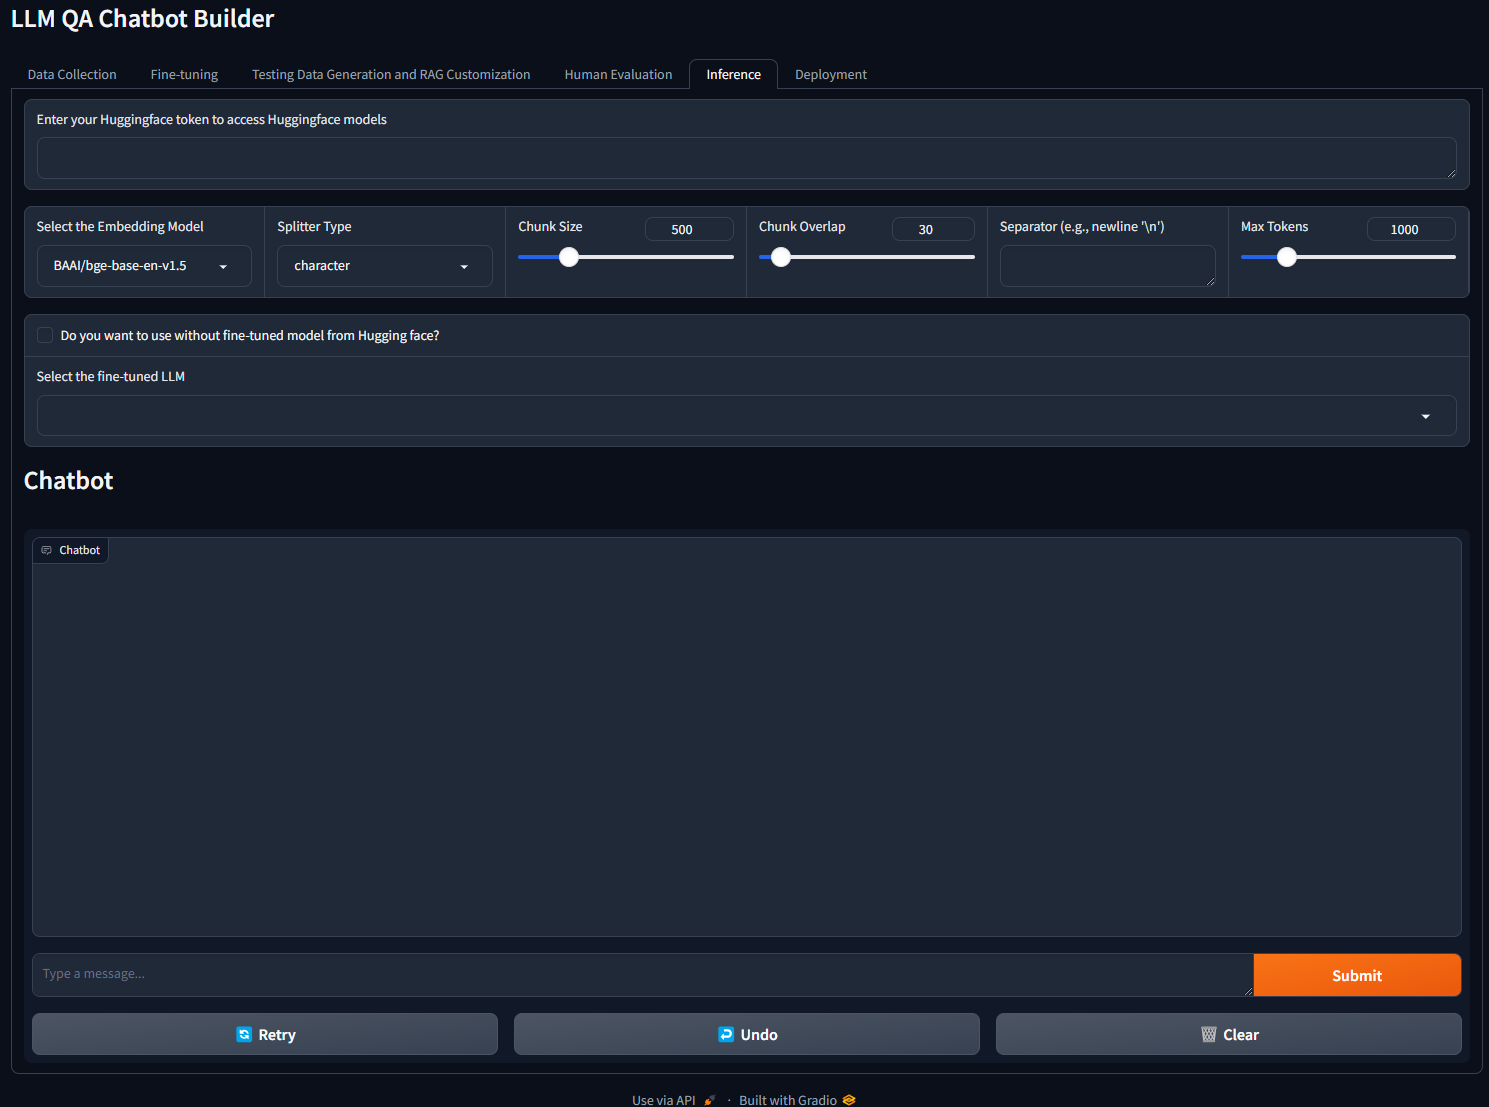 LLM QA Chatbot Builder
Data Collection Fine-tuning Testing Data Generation and RAG Customization Human Evaluation Inference Deployment
Enter your Huggingface token to access Huggingface models
Select the Embedding Model Splitter Type Chunk Size 500 Chunk Overlap 30 Separator (e.g., newline '\n') Max Tokens 1000
BAAI/bge-base-en-v1.5 character
Do you want to use without fine-tuned model from Hugging face?
Select the fine-tuned LLM
Chatbot
Chatbot
Type a message...
Submit
Retry Undo Clear
Use via API · Built with Gradio